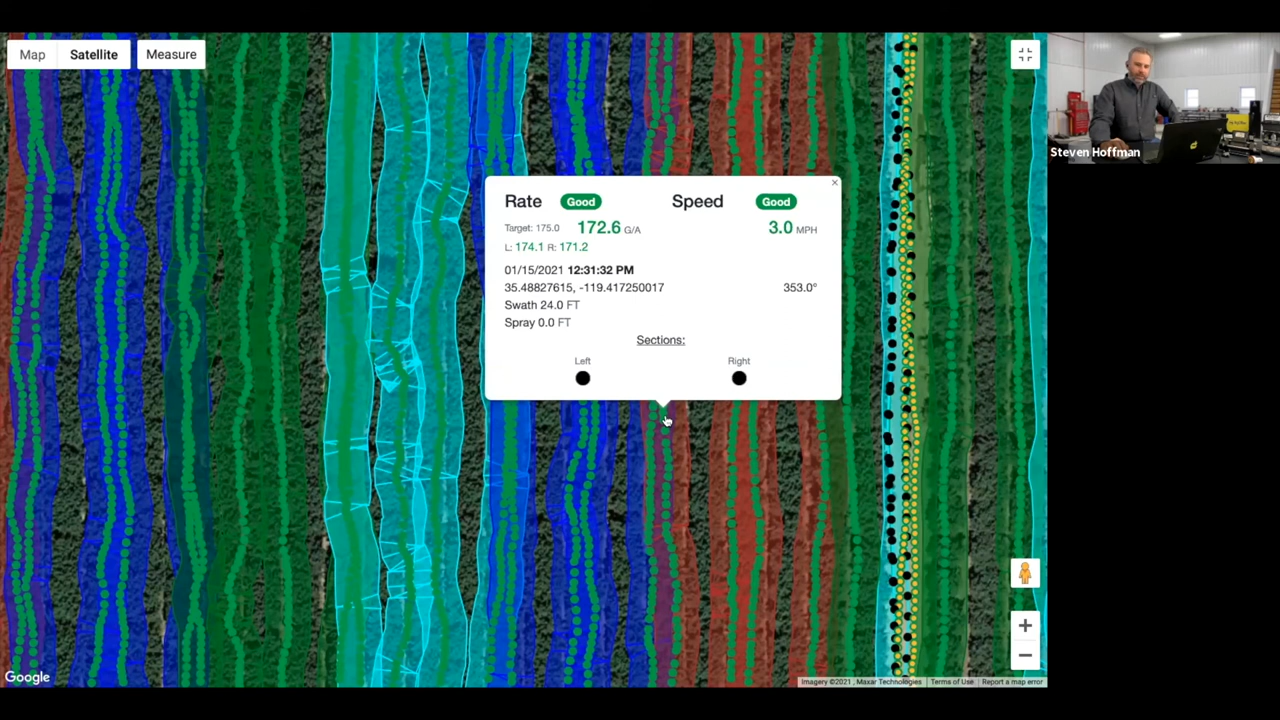 Map Satellite Measure
Steven Hoffman
Rate Good Speed Good
Target: 175.0 172.6 G/A 3.0 MPH
L: 174.1 R: 171.2
01/15/2021 12:31:32 PM
35.48827615, -119.417250017 353.0°
Swath 24.0 FT
Spray 0.0 FT
Sections:
Left Right
Google
Imagery ©2021 , Maxar Technologies Terms of Use Report a map error